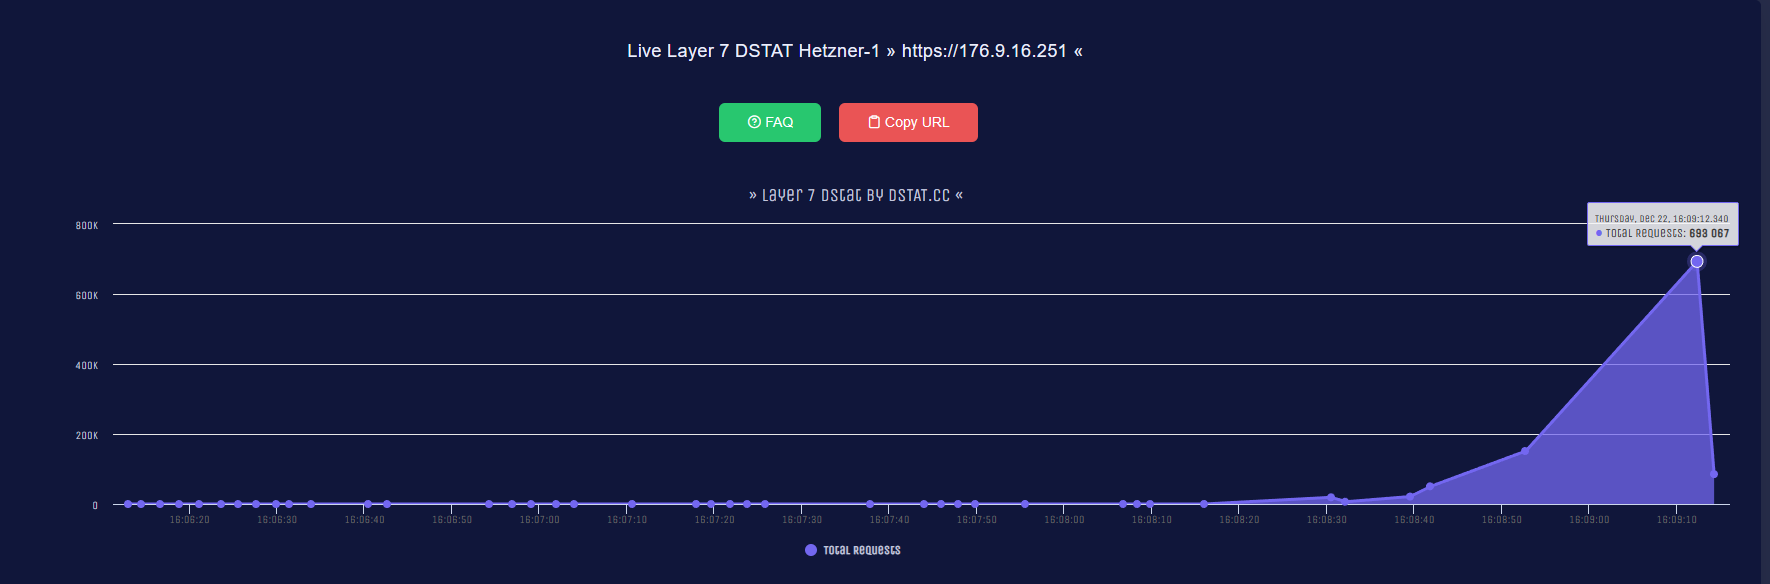 Live Layer 7 DSTAT Hetzner-1 » https://176.9.16.251 «
FAQ
Copy URL
» Layer 7 Dstat by DSTAT.CC «
Thursday, Dec 22, 16:09:12.340
Total Requests: 693 067
800K
600K
400K
200K
0
16:06:20 16:06:30 16:06:40 16:06:50 16:07:00 16:07:10 16:07:20 16:07:30 16:07:40 16:07:50 16:08:00 16:08:10 16:08:20 16:08:30 16:08:40 16:08:50 16:09:00 16:09:10
Total Requests